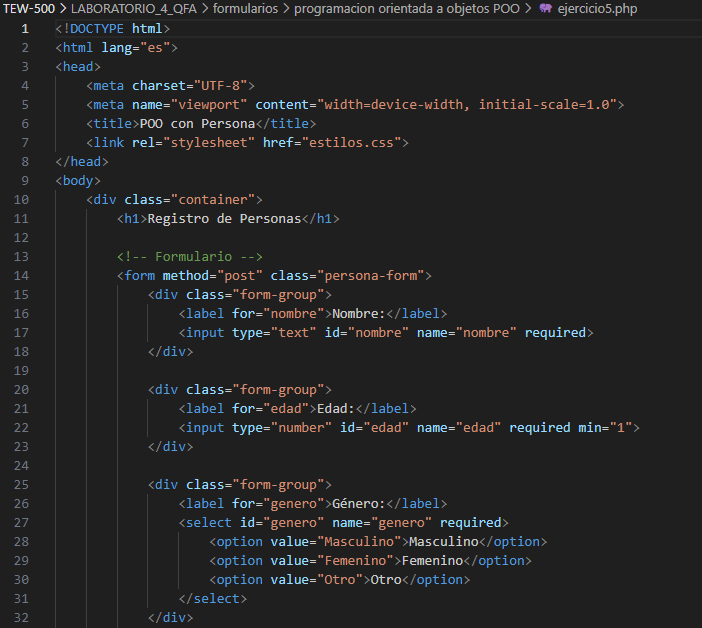 TEW-500 > LABORATORIO_4_QFA > formularios > programacion orientada a objetos POO > ejercicio5.php
1 <!DOCTYPE html>
2 <html lang="es">
3 <head>
4 <meta charset="UTF-8">
5 <meta name="viewport" content="width=device-width, initial-scale=1.0">
6 <title>POO con Persona</title>
7 <link rel="stylesheet" href="estilos.css">
8 </head>
9 <body>
10 <div class="container">
11 <h1>Registro de Personas</h1>
12
13 <!-- Formulario -->
14 <form method="post" class="persona-form">
15 <div class="form-group">
16 <label for="nombre">Nombre:</label>
17 <input type="text" id="nombre" name="nombre" required>
18 </div>
19
20 <div class="form-group">
21 <label for="edad">Edad:</label>
22 <input type="number" id="edad" name="edad" required min="1">
23 </div>
24
25 <div class="form-group">
26 <label for="genero">Género:</label>
27 <select id="genero" name="genero" required>
28 <option value="Masculino">Masculino</option>
29 <option value="Femenino">Femenino</option>
30 <option value="Otro">Otro</option>
31 </select>
32 </div>